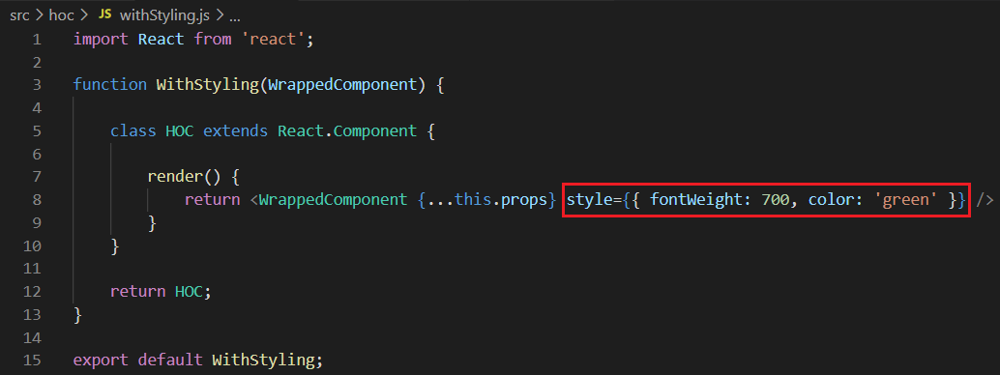 src > hoc > JS withStyling.js > ...
1 import React from 'react';
2
3 function WithStyling(WrappedComponent) {
4
5     class HOC extends React.Component {
6
7         render() {
8             return <WrappedComponent {...this.props} style={{ fontWeight: 700, color: 'green' }} />
9         }
10     }
11
12     return HOC;
13 }
14
15 export default WithStyling;